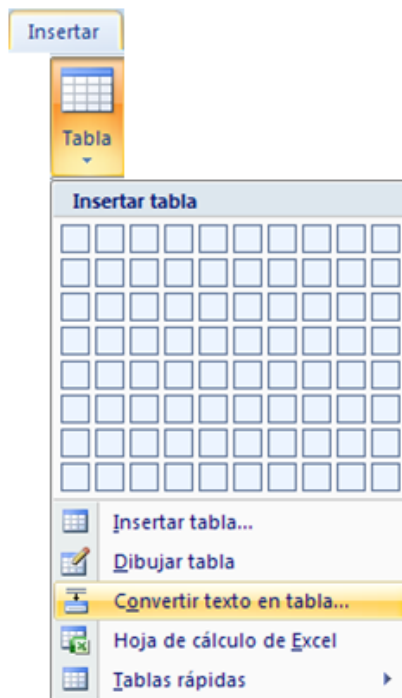 Insertar
Tabla
Insertar tabla
Insertar tabla...
Dibujar tabla
Convertir texto en tabla...
Hoja de cálculo de Excel
Tablas rápidas